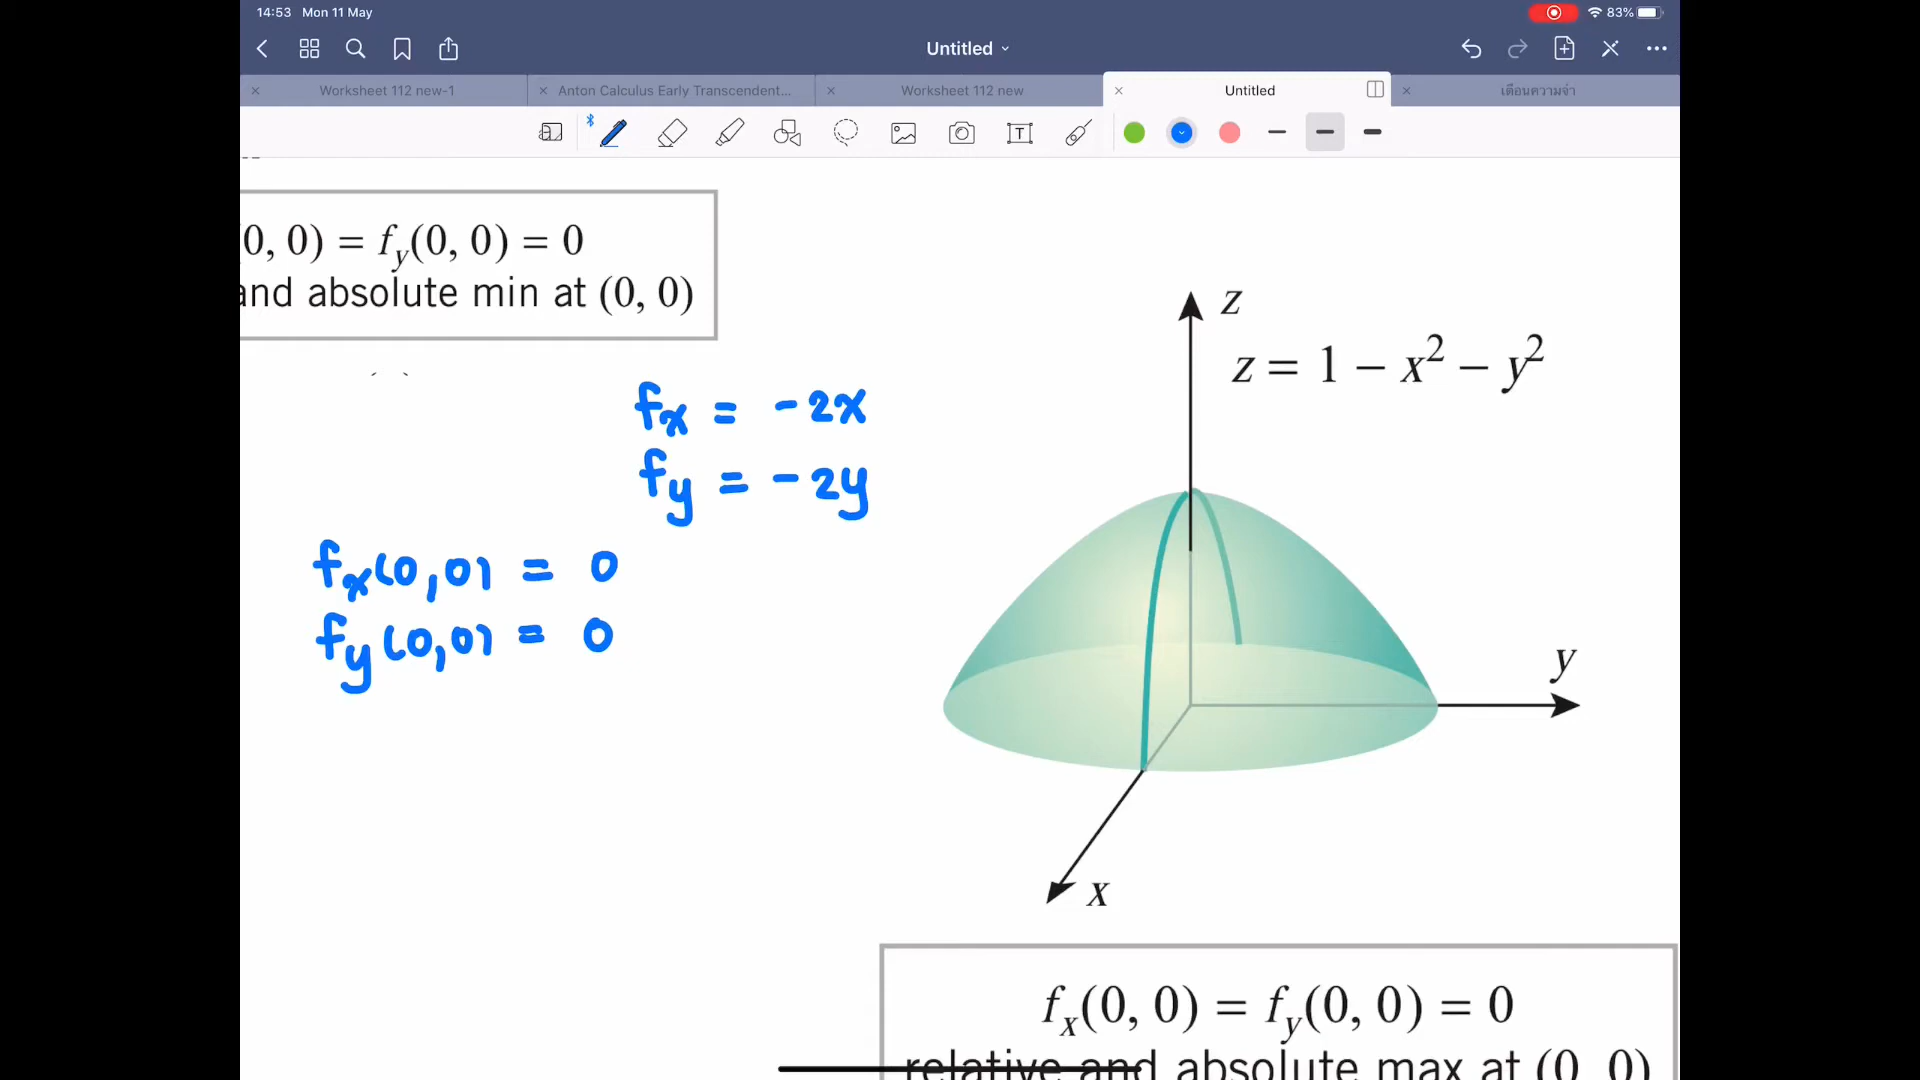 14:53 Mon 11 May
83%
Untitled
Worksheet 112 new-1
Anton Calculus Early Transcendent...
Worksheet 112 new
Untitled
เตือนความจำ
(0, 0) = f_y(0, 0) = 0
and absolute min at (0, 0)
z
z = 1 − x² − y²
f_x = -2x
f_y = -2y
f_x(0,0) = 0
f_y(0,0) = 0
y
x
f_x(0, 0) = f_y(0, 0) = 0
relative and absolute max at (0, 0)